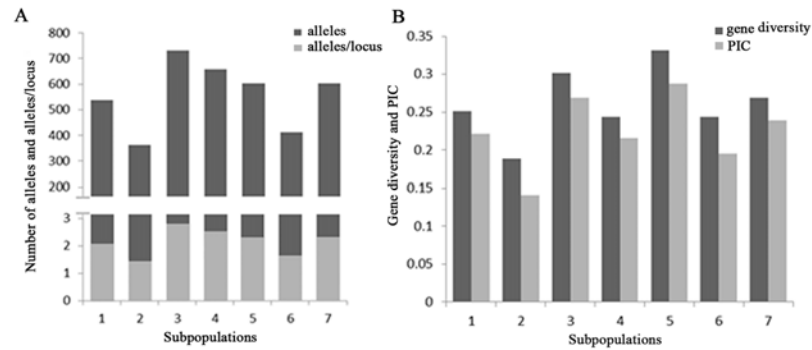 A
alleles
alleles/locus
Number of alleles and alleles/locus
800
700
600
500
400
300
200
3
2
1
0
1 2 3 4 5 6 7
Subpopulations
B
gene diversity
PIC
Gene diversity and PIC
0.35
0.3
0.25
0.2
0.15
0.1
0.05
0
1 2 3 4 5 6 7
Subpopulations